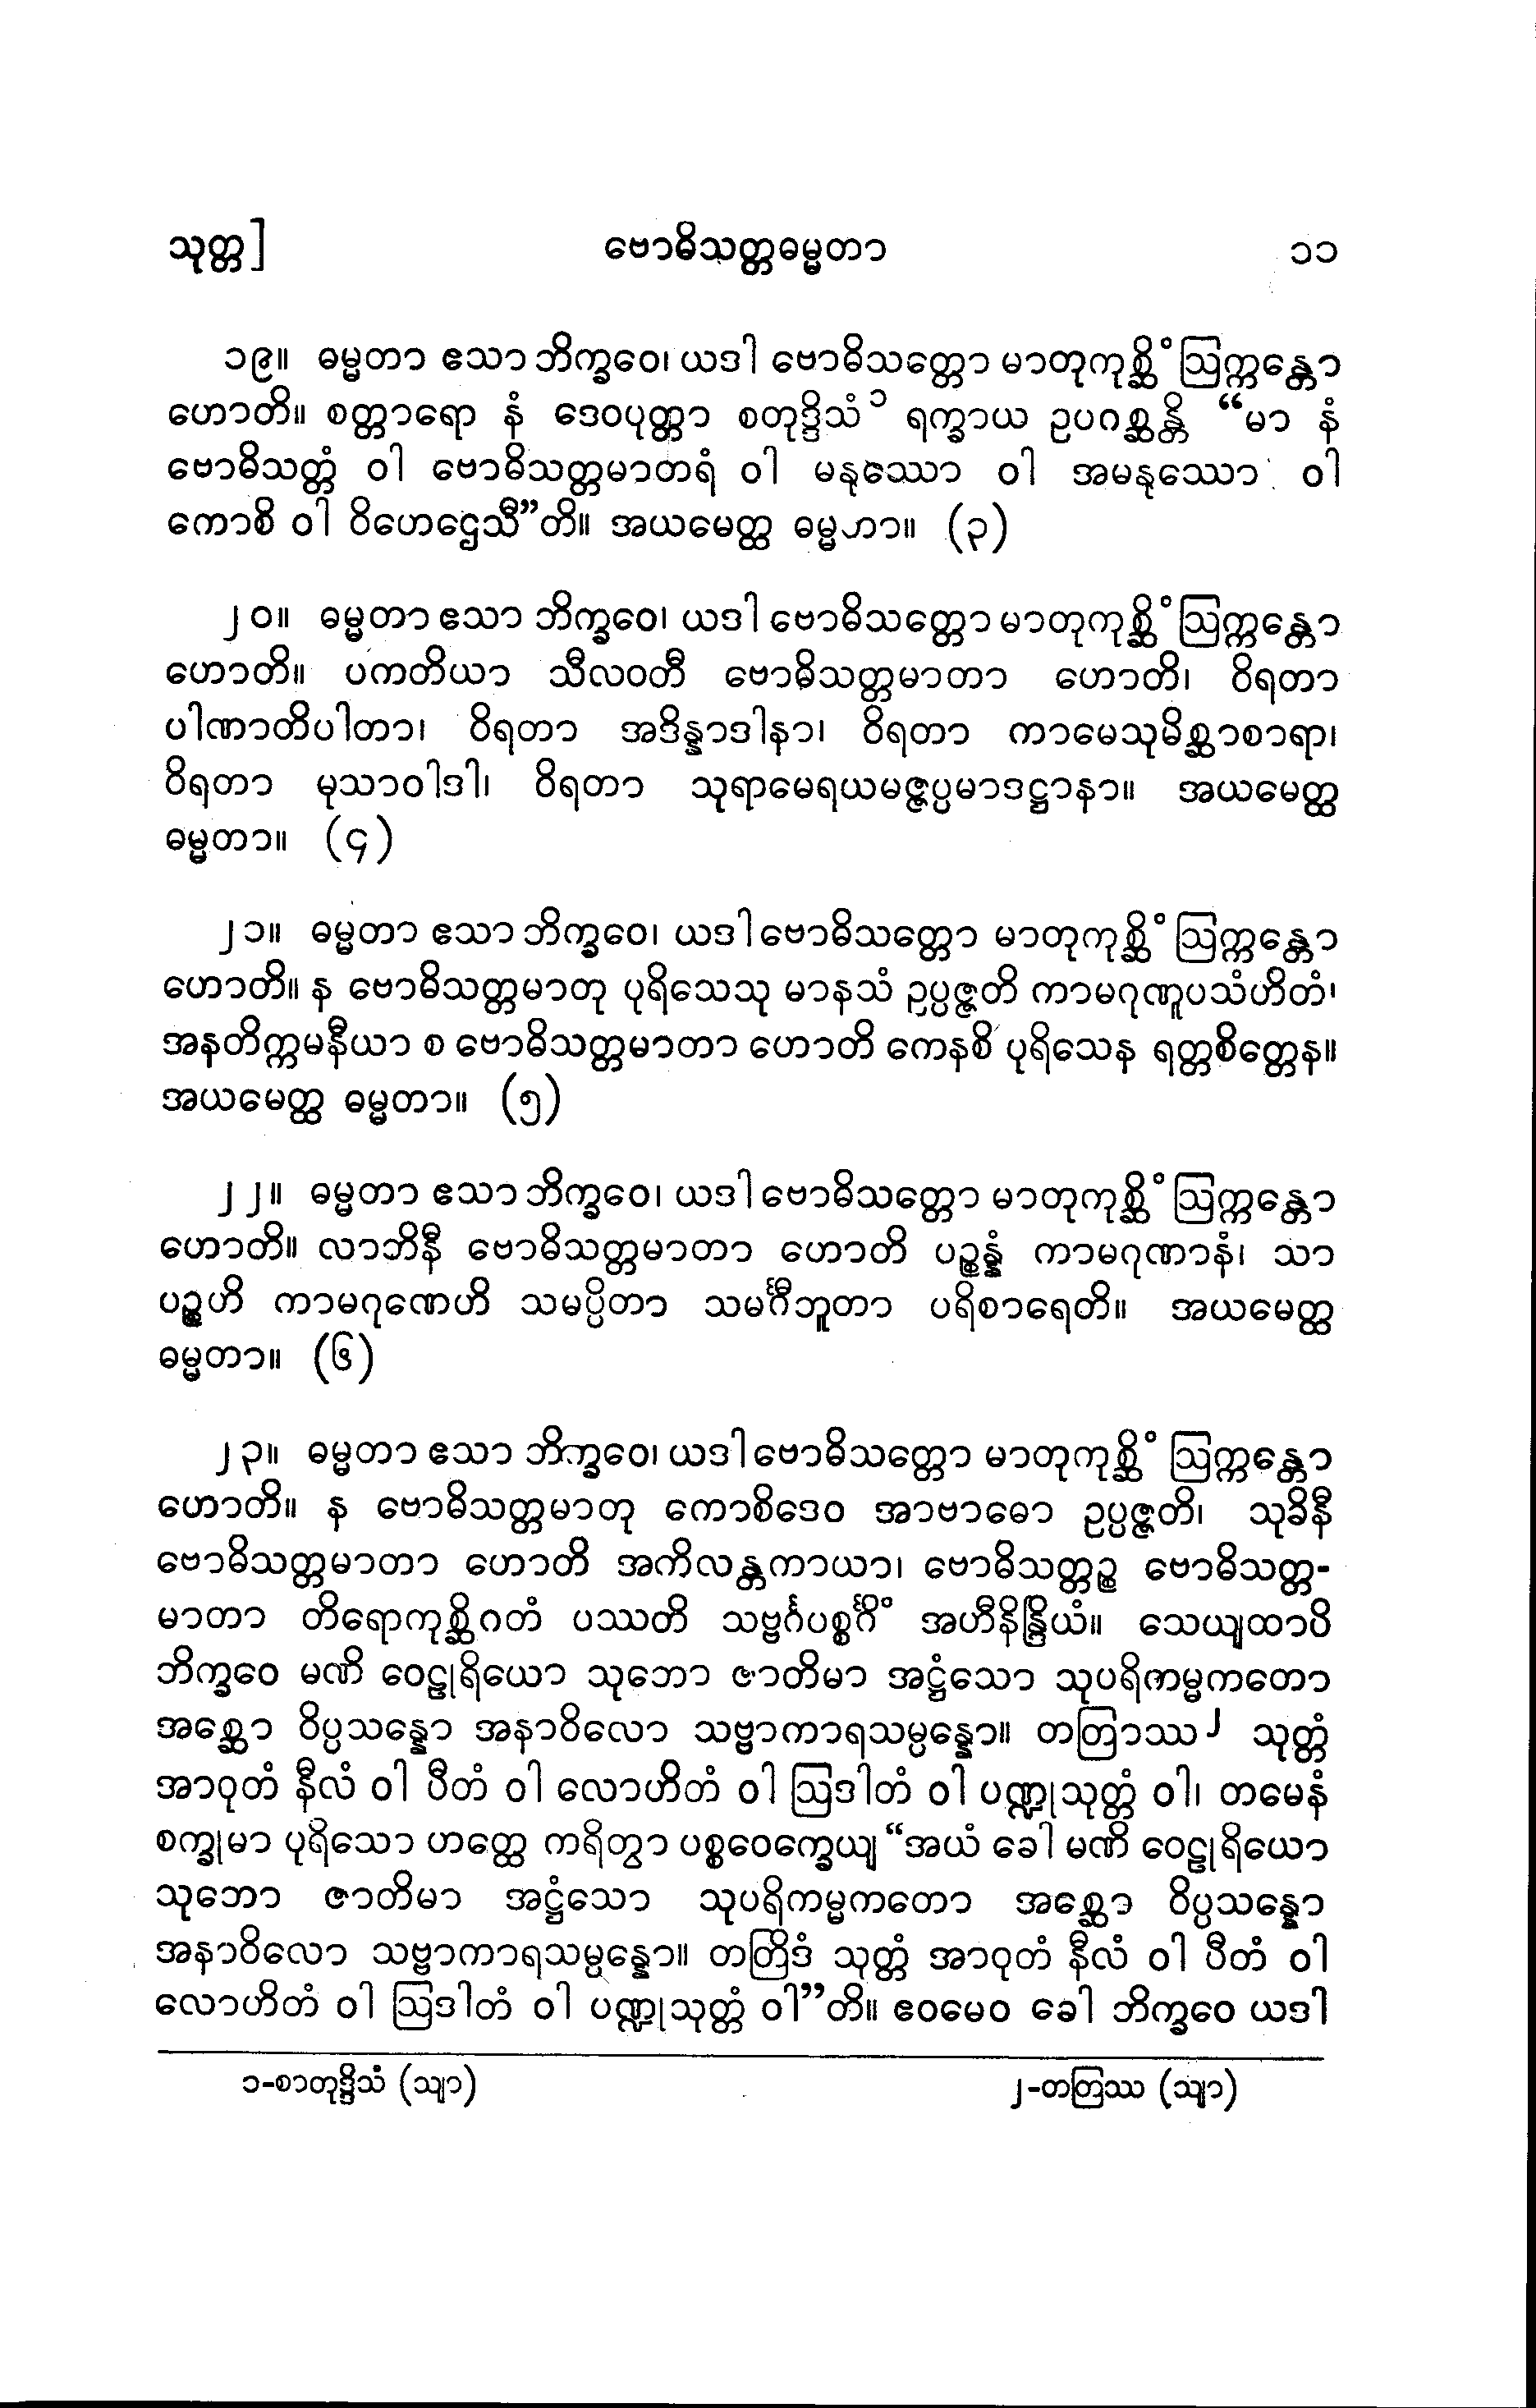 သုတ္တ]
ဗောဓိသတ္တဓမ္မတာ
၁၁
၁၉။ ဓမ္မတာ ဧသာ ဘိက္ခဝေ၊ ယဒါ ဗောဓိသတ္တော မာတုကုစ္ဆိံ ဩက္ကန္တော
ဟောတိ။ စတ္တာရော နံ ဒေဝပုတ္တာ စတုဒ္ဒိသံ ၁ ရက္ခာယ ဥပဂစ္ဆန္တိ “မာ နံ
ဗောဓိသတ္တံ ဝါ ဗောဓိသတ္တမာတရံ ဝါ မနုဿော ဝါ အမနုဿော ဝါ
ကောစိ ဝါ ဝိဟေဌေသီ”တိ။ အယမေတ္ထ ဓမ္မတာ။ (၃)
၂၀။ ဓမ္မတာ ဧသာ ဘိက္ခဝေ၊ ယဒါ ဗောဓိသတ္တော မာတုကုစ္ဆိံ ဩက္ကန္တော
ဟောတိ။ ပကတိယာ သီလဝတီ ဗောဓိသတ္တမာတာ ဟောတိ၊ ဝိရတာ
ပါဏာတိပါတာ၊ ဝိရတာ အဒိန္နာဒါနာ၊ ဝိရတာ ကာမေသုမိစ္ဆာစာရာ၊
ဝိရတာ မုသာဝါဒါ၊ ဝိရတာ သုရာမေရယမဇ္ဇပ္ပမာဒဋ္ဌာနာ။ အယမေတ္ထ
ဓမ္မတာ။ (၄)
၂၁။ ဓမ္မတာ ဧသာ ဘိက္ခဝေ၊ ယဒါ ဗောဓိသတ္တော မာတုကုစ္ဆိံ ဩက္ကန္တော
ဟောတိ။ န ဗောဓိသတ္တမာတု ပုရိသေသု မာနသံ ဥပ္ပဇ္ဇတိ ကာမဂုဏူပသံဟိတံ၊
အနတိက္ကမနီယာ စ ဗောဓိသတ္တမာတာ ဟောတိ ကေနစိ ပုရိသေန ရတ္တစိတ္တေန။
အယမေတ္ထ ဓမ္မတာ။ (၅)
၂၂။ ဓမ္မတာ ဧသာ ဘိက္ခဝေ၊ ယဒါ ဗောဓိသတ္တော မာတုကုစ္ဆိံ ဩက္ကန္တော
ဟောတိ။ လာဘိနီ ဗောဓိသတ္တမာတာ ဟောတိ ပဉ္စန္နံ ကာမဂုဏာနံ၊ သာ
ပဉ္စဟိ ကာမဂုဏေဟိ သမပ္ပိတာ သမင်္ဂီဘူတာ ပရိစာရေတိ။ အယမေတ္ထ
ဓမ္မတာ။ (၆)
၂၃။ ဓမ္မတာ ဧသာ ဘိက္ခဝေ၊ ယဒါ ဗောဓိသတ္တော မာတုကုစ္ဆိံ ဩက္ကန္တော
ဟောတိ။ န ဗောဓိသတ္တမာတု ကောစိဒေဝ အာဗာဓော ဥပ္ပဇ္ဇတိ၊ သုခိနီ
ဗောဓိသတ္တမာတာ ဟောတိ အကိလန္တကာယာ၊ ဗောဓိသတ္တဉ္စ ဗောဓိသတ္တ-
မာတာ တိရောကုစ္ဆိဂတံ ပဿတိ သဗ္ဗင်္ဂပစ္စင်္ဂိံ အဟီနိန္ဒြိယံ။ သေယျထာပိ
ဘိက္ခဝေ မဏိ ဝေဠုရိယော သုဘော ဇာတိမာ အဋ္ဌံသော သုပရိကမ္မကတော
အစ္ဆော ဝိပ္ပသန္နော အနာဝိလော သဗ္ဗာကာရသမ္ပန္နော။ တတြာဿ ၂ သုတ္တံ
အာဝုတံ နီလံ ဝါ ပီတံ ဝါ လောဟိတံ ဝါ ဩဒါတံ ဝါ ပဏ္ဍုသုတ္တံ ဝါ၊ တမေနံ
စက္ခုမာ ပုရိသော ဟတ္ထေ ကရိတွာ ပစ္စဝေက္ခေယျ “အယံ ခေါ မဏိ ဝေဠုရိယော
သုဘော ဇာတိမာ အဋ္ဌံသော သုပရိကမ္မကတော အစ္ဆော ဝိပ္ပသန္နော
အနာဝိလော သဗ္ဗာကာရသမ္ပန္နော။ တတြိဒံ သုတ္တံ အာဝုတံ နီလံ ဝါ ပီတံ ဝါ
လောဟိတံ ဝါ ဩဒါတံ ဝါ ပဏ္ဍုသုတ္တံ ဝါ”တိ။ ဧဝမေဝ ခေါ ဘိက္ခဝေ ယဒါ
၁-စာတုဒ္ဒိသံ (သျာ)
၂-တတြဿ (သျာ)